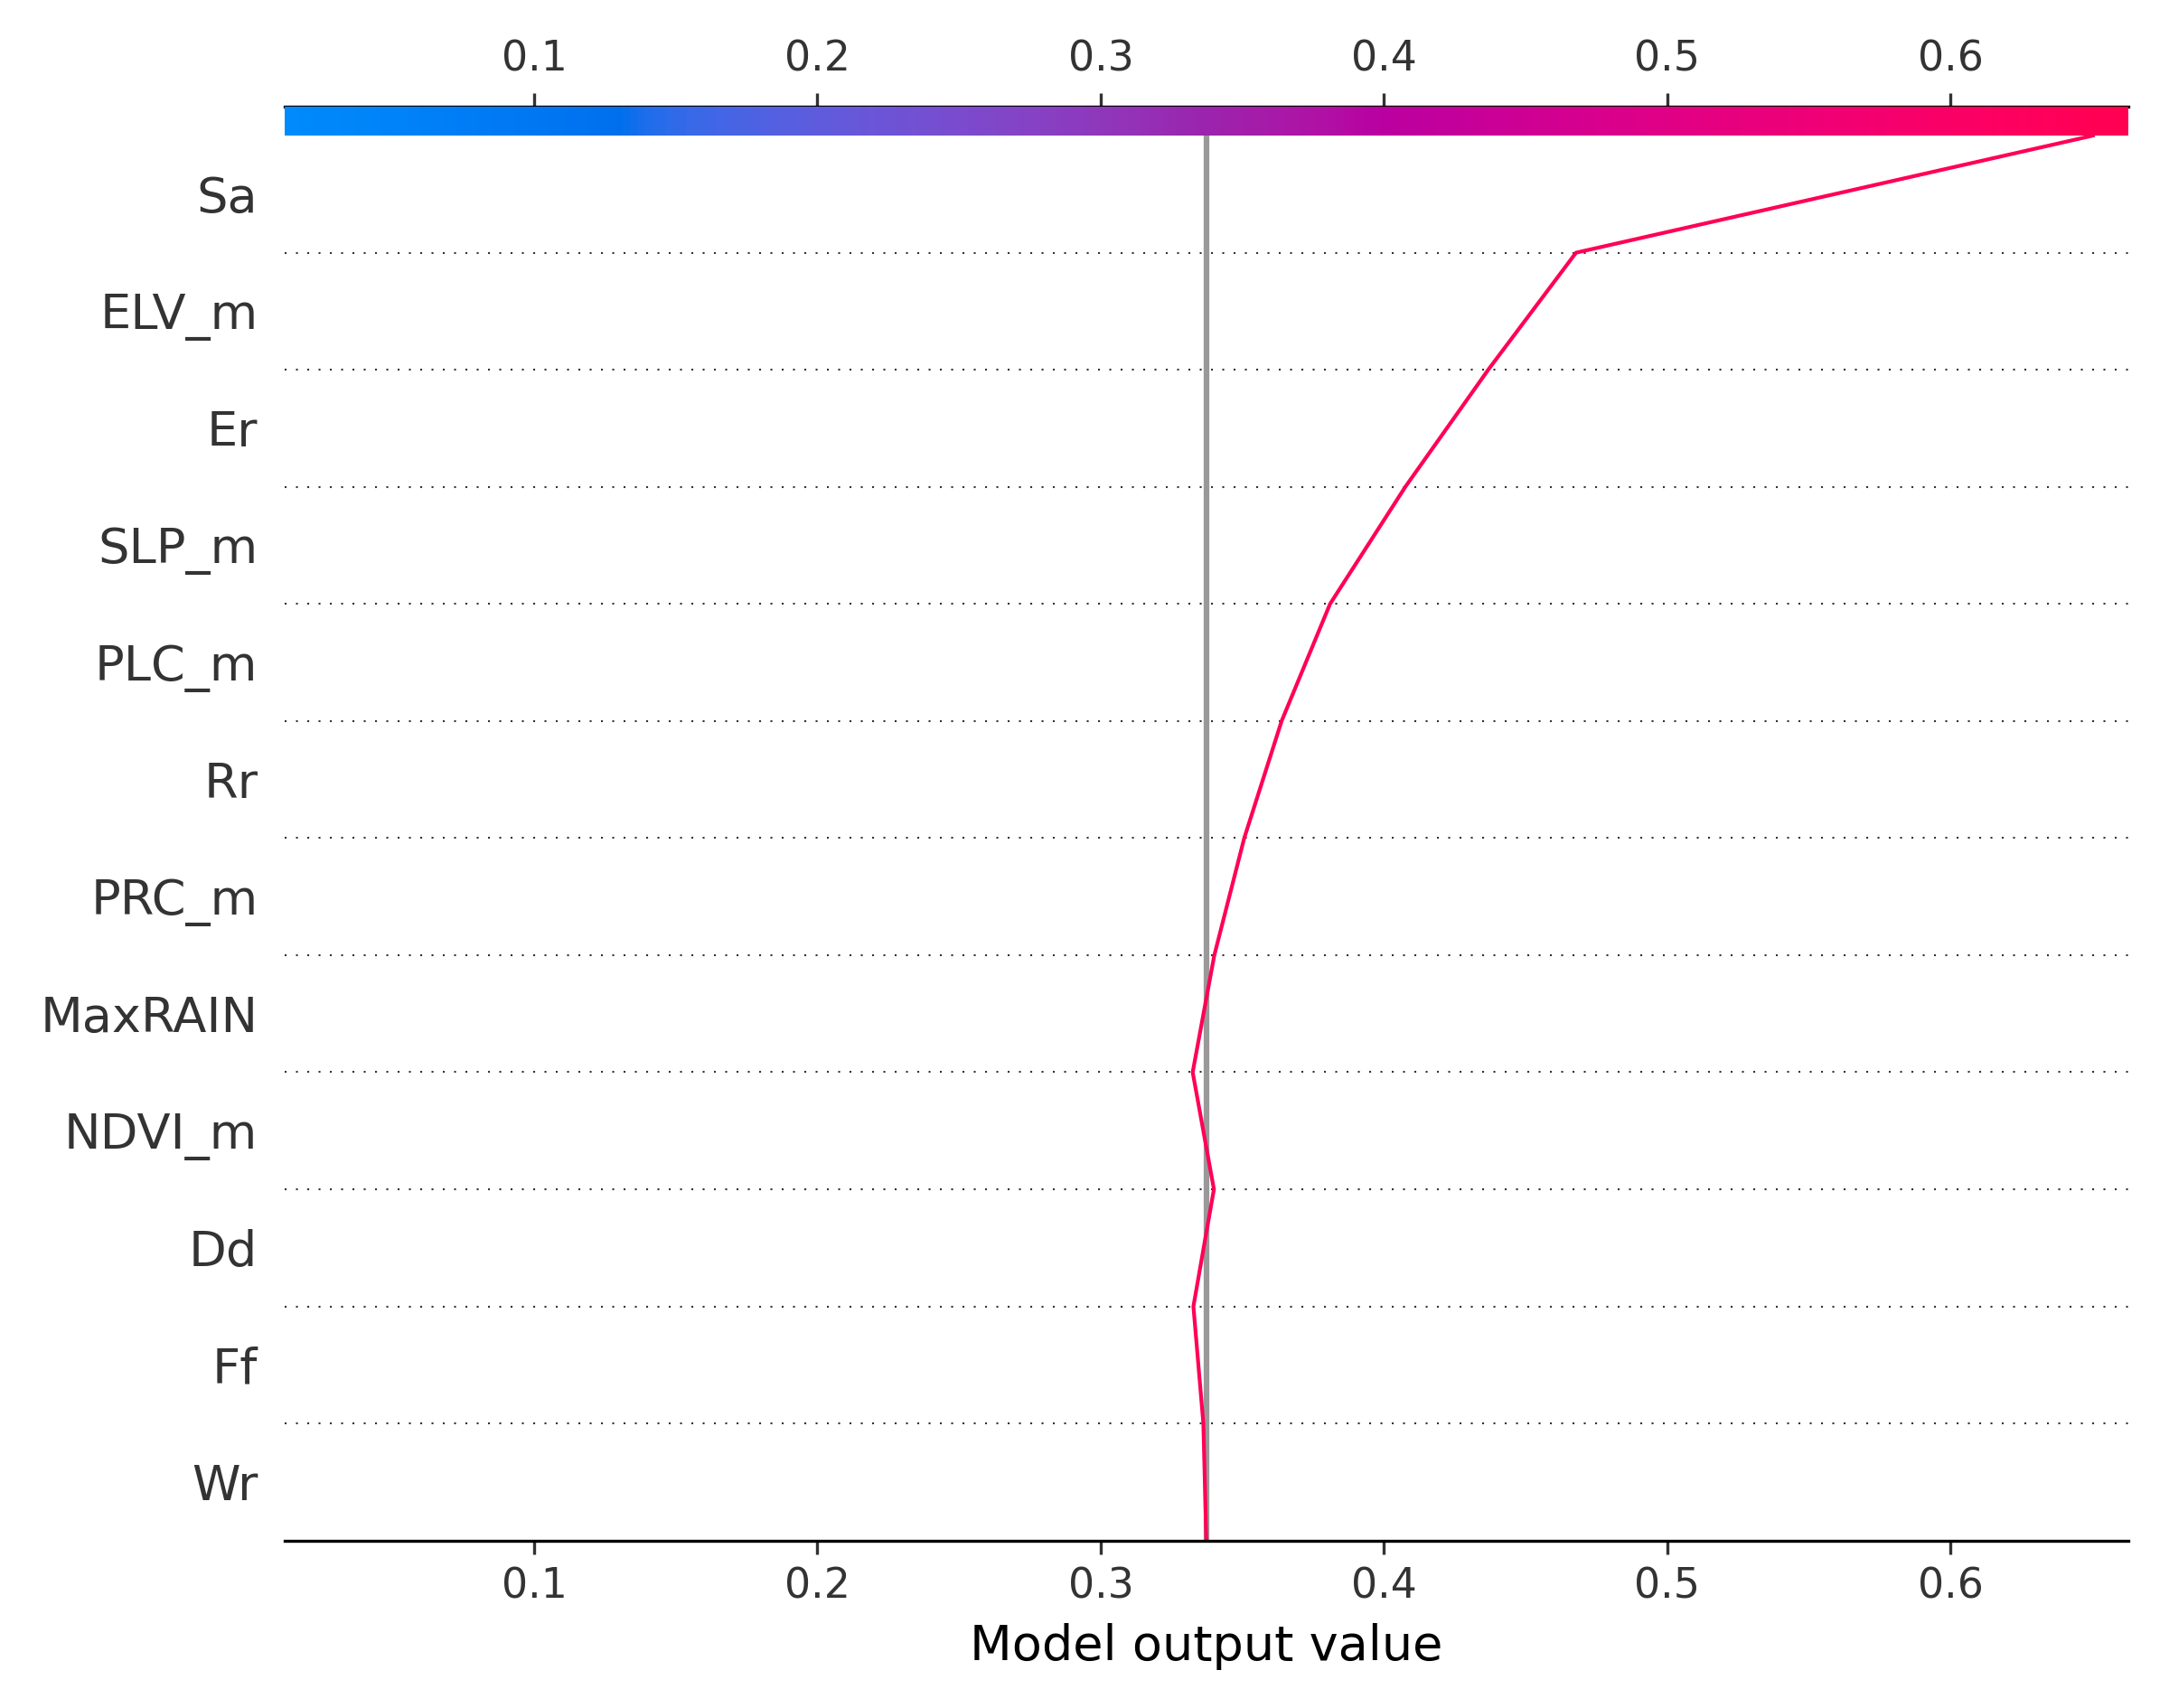 0.1 0.2 0.3 0.4 0.5 0.6
Sa
ELV_m
Er
SLP_m
PLC_m
Rr
PRC_m
MaxRAIN
NDVI_m
Dd
Ff
Wr
0.1 0.2 0.3 0.4 0.5 0.6
Model output value